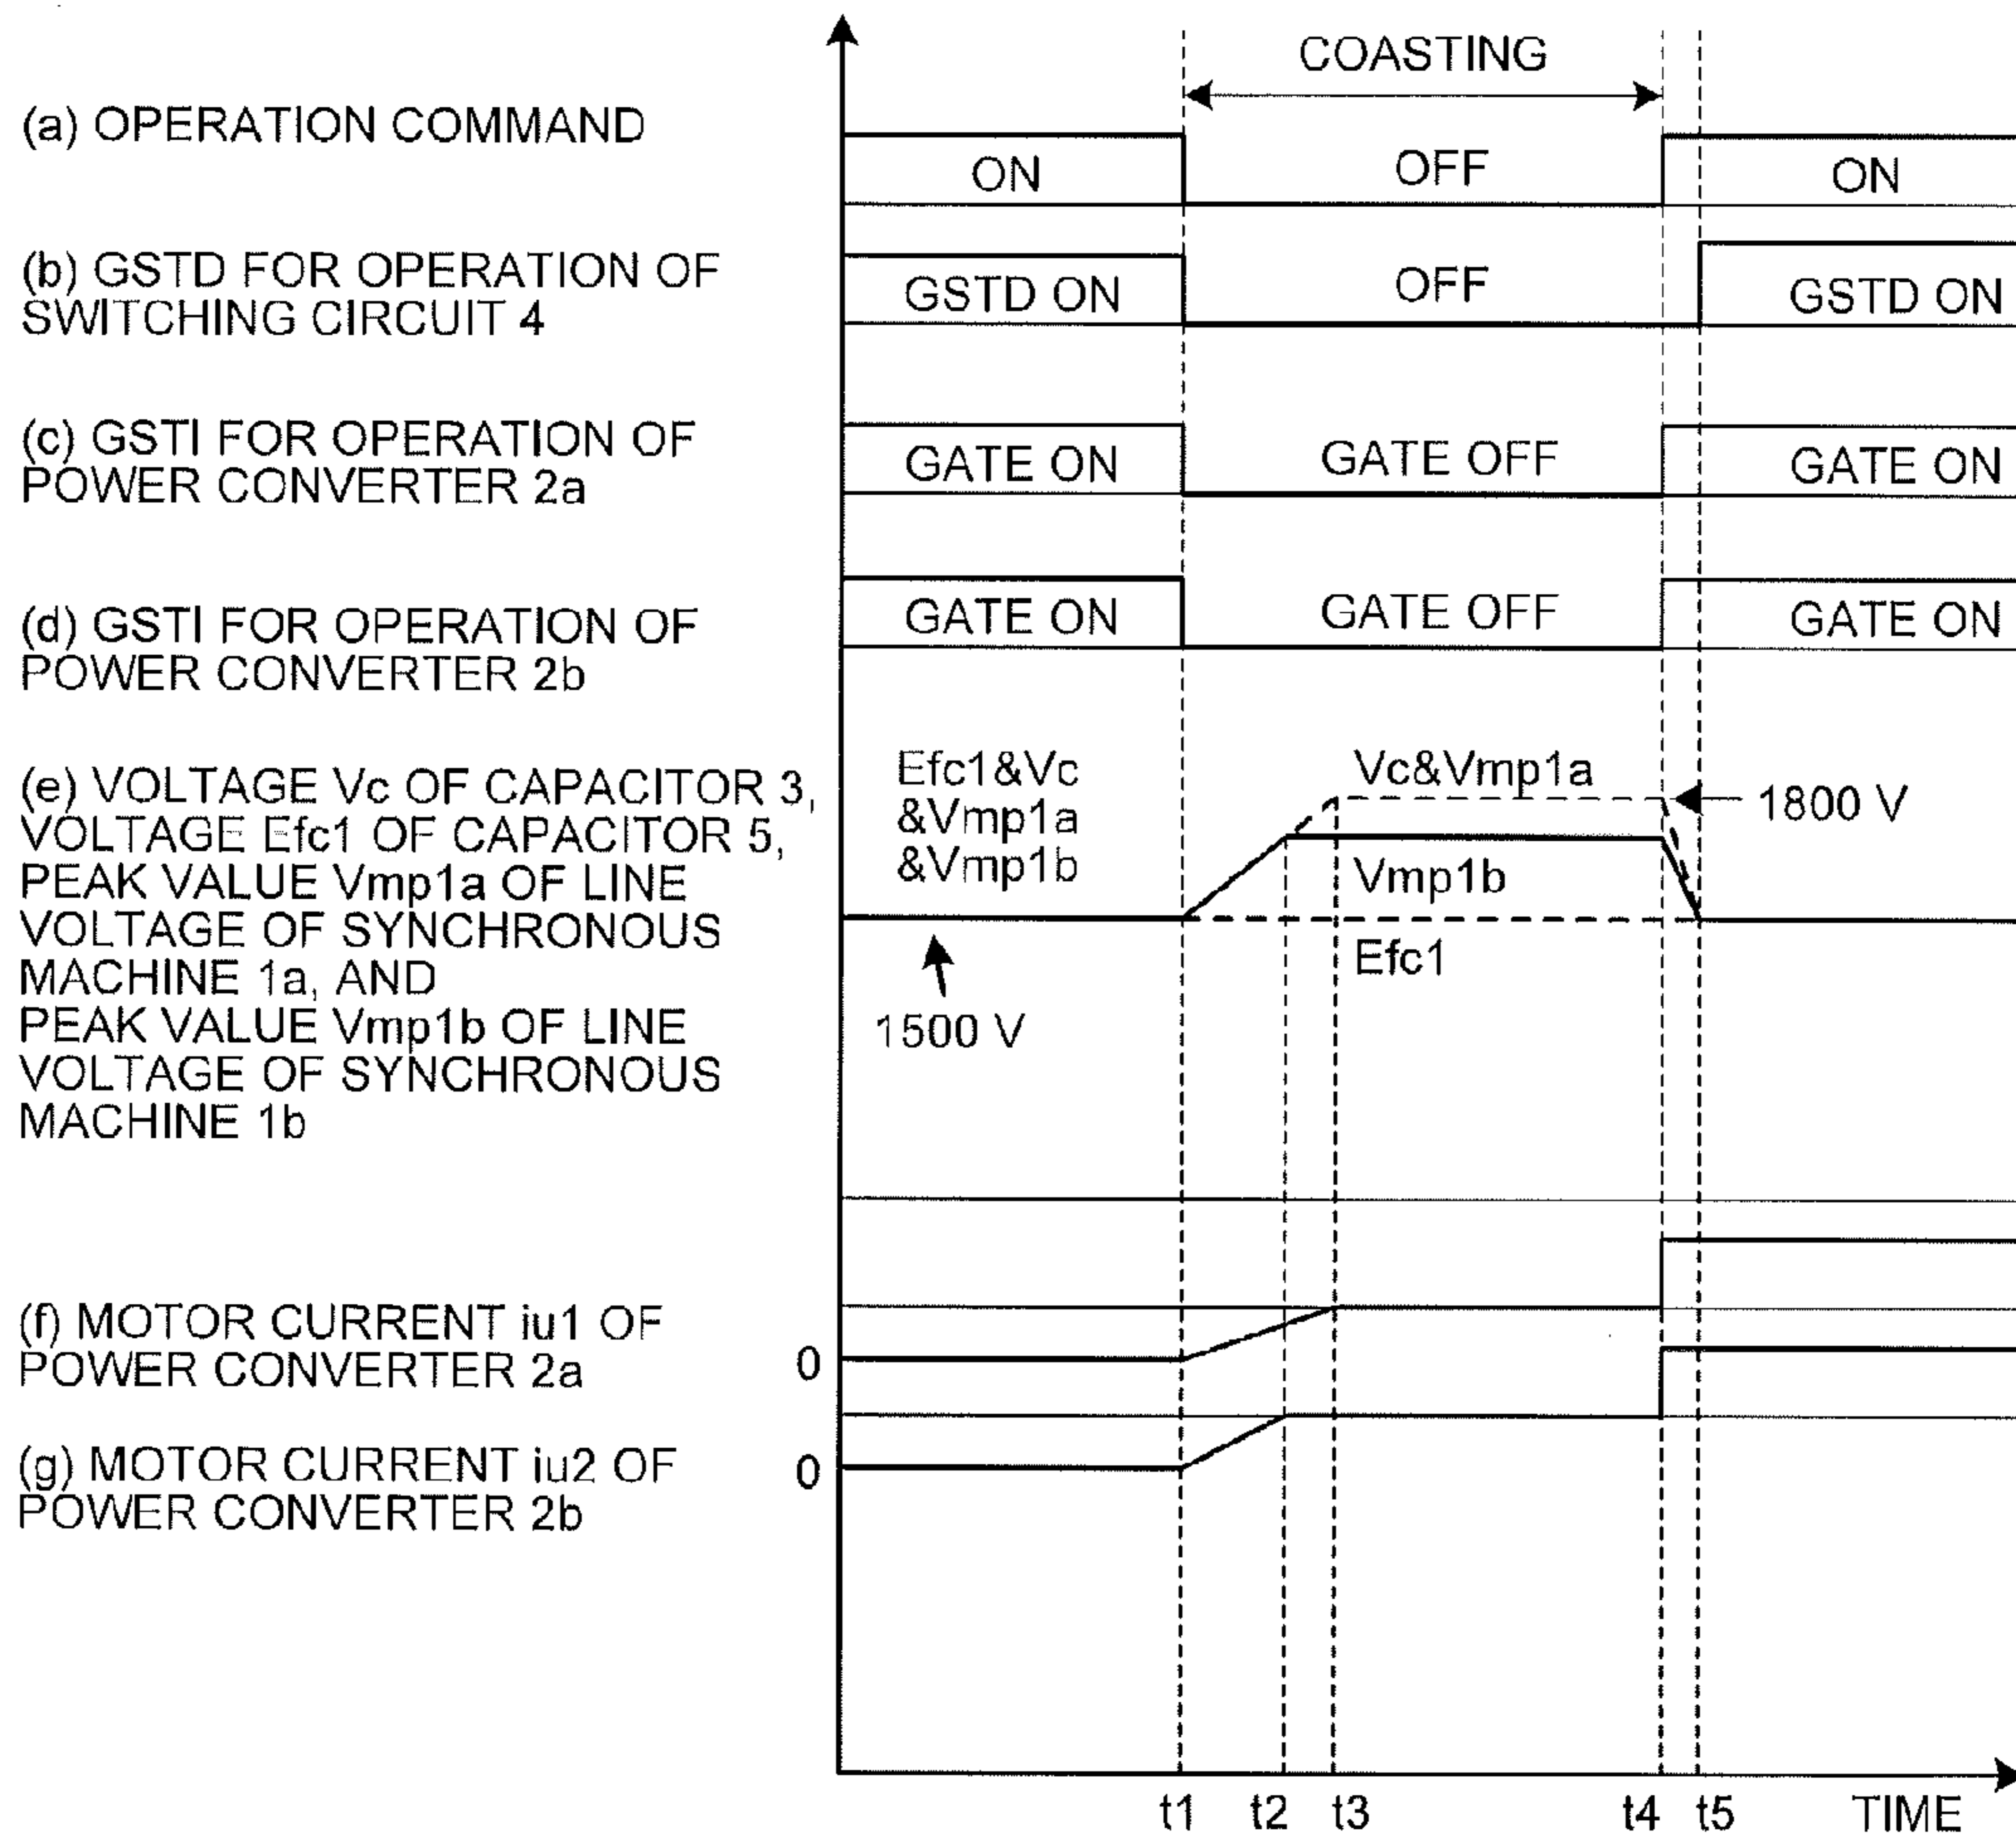 COASTING
(a) OPERATION COMMAND
ON
OFF
ON
(b) GSTD FOR OPERATION OF
SWITCHING CIRCUIT 4
GSTD ON
OFF
GSTD ON
(c) GSTI FOR OPERATION OF
POWER CONVERTER 2a
GATE ON
GATE OFF
GATE ON
(d) GSTI FOR OPERATION OF
POWER CONVERTER 2b
GATE ON
GATE OFF
GATE ON
(e) VOLTAGE Vc OF CAPACITOR 3,
VOLTAGE Efc1 OF CAPACITOR 5,
PEAK VALUE Vmp1a OF LINE
VOLTAGE OF SYNCHRONOUS
MACHINE 1a, AND
PEAK VALUE Vmp1b OF LINE
VOLTAGE OF SYNCHRONOUS
MACHINE 1b
Efc1&Vc
&Vmp1a
&Vmp1b
Vc&Vmp1a
1800 V
Vmp1b
Efc1
1500 V
(f) MOTOR CURRENT iu1 OF
POWER CONVERTER 2a
0
(g) MOTOR CURRENT iu2 OF
POWER CONVERTER 2b
0
t1 t2 t3 t4 t5 TIME